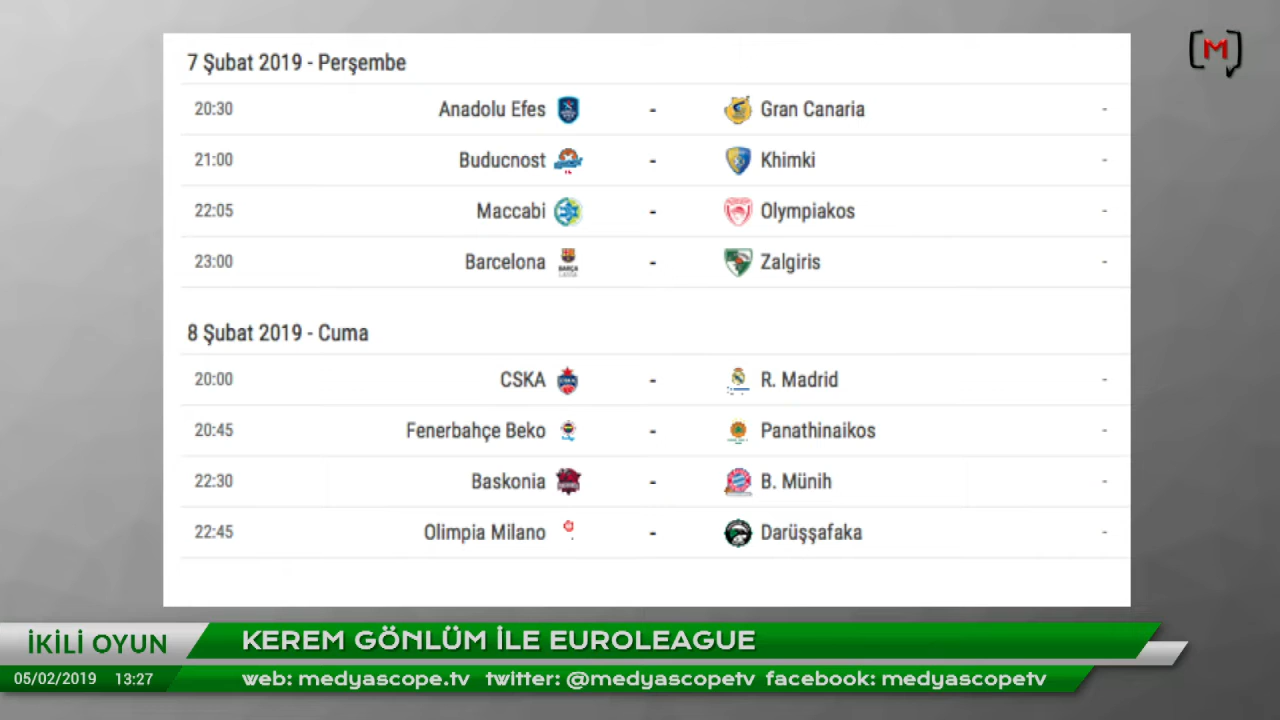 7 Şubat 2019 - Perşembe
20:30 Anadolu Efes - Gran Canaria -
21:00 Buducnost - Khimki -
22:05 Maccabi - Olympiakos -
23:00 Barcelona - Zalgiris -
8 Şubat 2019 - Cuma
20:00 CSKA - R. Madrid -
20:45 Fenerbahçe Beko - Panathinaikos -
22:30 Baskonia - B. Münih -
22:45 Olimpia Milano - Darüşşafaka -
M
İKİLİ OYUN KEREM GÖNLÜM İLE EUROLEAGUE
05/02/2019 13:27 web: medyascope.tv twitter: @medyascopetv facebook: medyascopetv